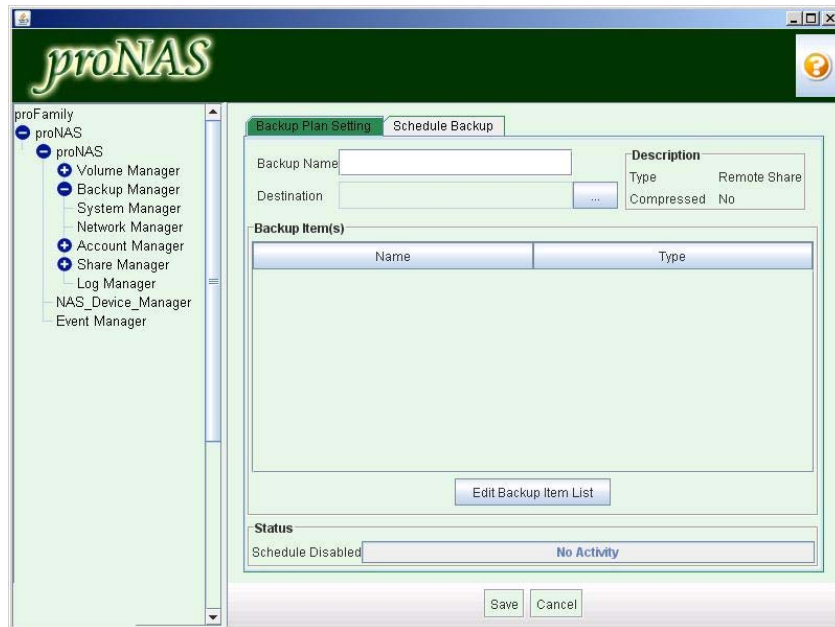 proNAS
proFamily
proNAS
proNAS
Volume Manager
Backup Manager
System Manager
Network Manager
Account Manager
Share Manager
Log Manager
NAS_Device_Manager
Event Manager
Backup Plan Setting
Schedule Backup
Backup Name
Destination
...
Description
Type Remote Share
Compressed No
Backup Item(s)
Name Type
Edit Backup Item List
Status
Schedule Disabled No Activity
Save Cancel